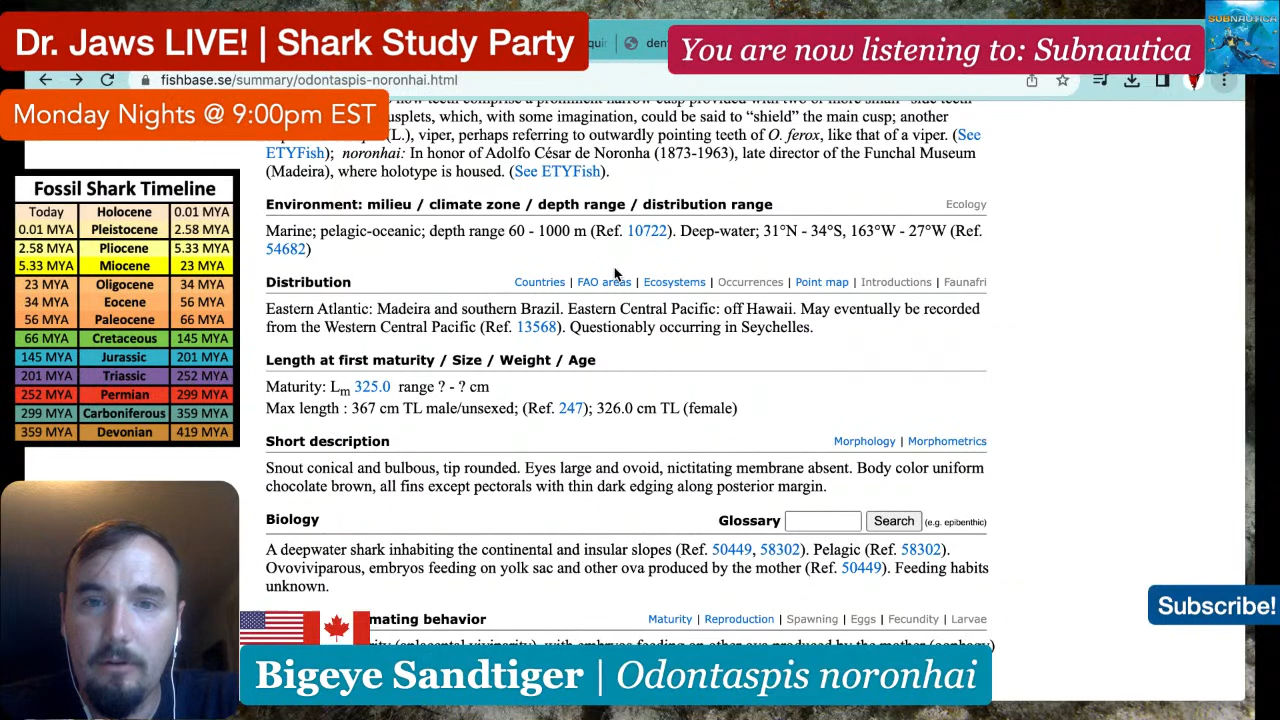 Dr. Jaws LIVE! | Shark Study Party
You are now listening to: Subnautica
SUBNAUTICA
fishbase.se/summary/odontaspis-noronhai.html
Monday Nights @ 9:00pm EST
teeth comprise a prominent narrow cusp provided with two or more small "side teeth
usplets, which, with some imagination, could be said to "shield" the main cusp; another
(L.), viper, perhaps referring to outwardly pointing teeth of O. ferox, like that of a viper. (See
ETYFish); noronhai: In honor of Adolfo César de Noronha (1873-1963), late director of the Funchal Museum
(Madeira), where holotype is housed. (See ETYFish).
Fossil Shark Timeline
Today Holocene 0.01 MYA
0.01 MYA Pleistocene 2.58 MYA
2.58 MYA Pliocene 5.33 MYA
5.33 MYA Miocene 23 MYA
23 MYA Oligocene 34 MYA
34 MYA Eocene 56 MYA
56 MYA Paleocene 66 MYA
66 MYA Cretaceous 145 MYA
145 MYA Jurassic 201 MYA
201 MYA Triassic 252 MYA
252 MYA Permian 299 MYA
299 MYA Carboniferous 359 MYA
359 MYA Devonian 419 MYA
Environment: milieu / climate zone / depth range / distribution range Ecology
Marine; pelagic-oceanic; depth range 60 - 1000 m (Ref. 10722). Deep-water; 31°N - 34°S, 163°W - 27°W (Ref.
54682)
Distribution Countries | FAO areas | Ecosystems | Occurrences | Point map | Introductions | Faunafri
Eastern Atlantic: Madeira and southern Brazil. Eastern Central Pacific: off Hawaii. May eventually be recorded
from the Western Central Pacific (Ref. 13568). Questionably occurring in Seychelles.
Length at first maturity / Size / Weight / Age
Maturity: Lm 325.0 range ? - ? cm
Max length : 367 cm TL male/unsexed; (Ref. 247); 326.0 cm TL (female)
Short description Morphology | Morphometrics
Snout conical and bulbous, tip rounded. Eyes large and ovoid, nictitating membrane absent. Body color uniform
chocolate brown, all fins except pectorals with thin dark edging along posterior margin.
Biology Glossary Search (e.g. epibenthic)
A deepwater shark inhabiting the continental and insular slopes (Ref. 50449, 58302). Pelagic (Ref. 58302).
Ovoviviparous, embryos feeding on yolk sac and other ova produced by the mother (Ref. 50449). Feeding habits
unknown.
mating behavior Maturity | Reproduction | Spawning | Eggs | Fecundity | Larvae
Subscribe!
Bigeye Sandtiger | Odontaspis noronhai